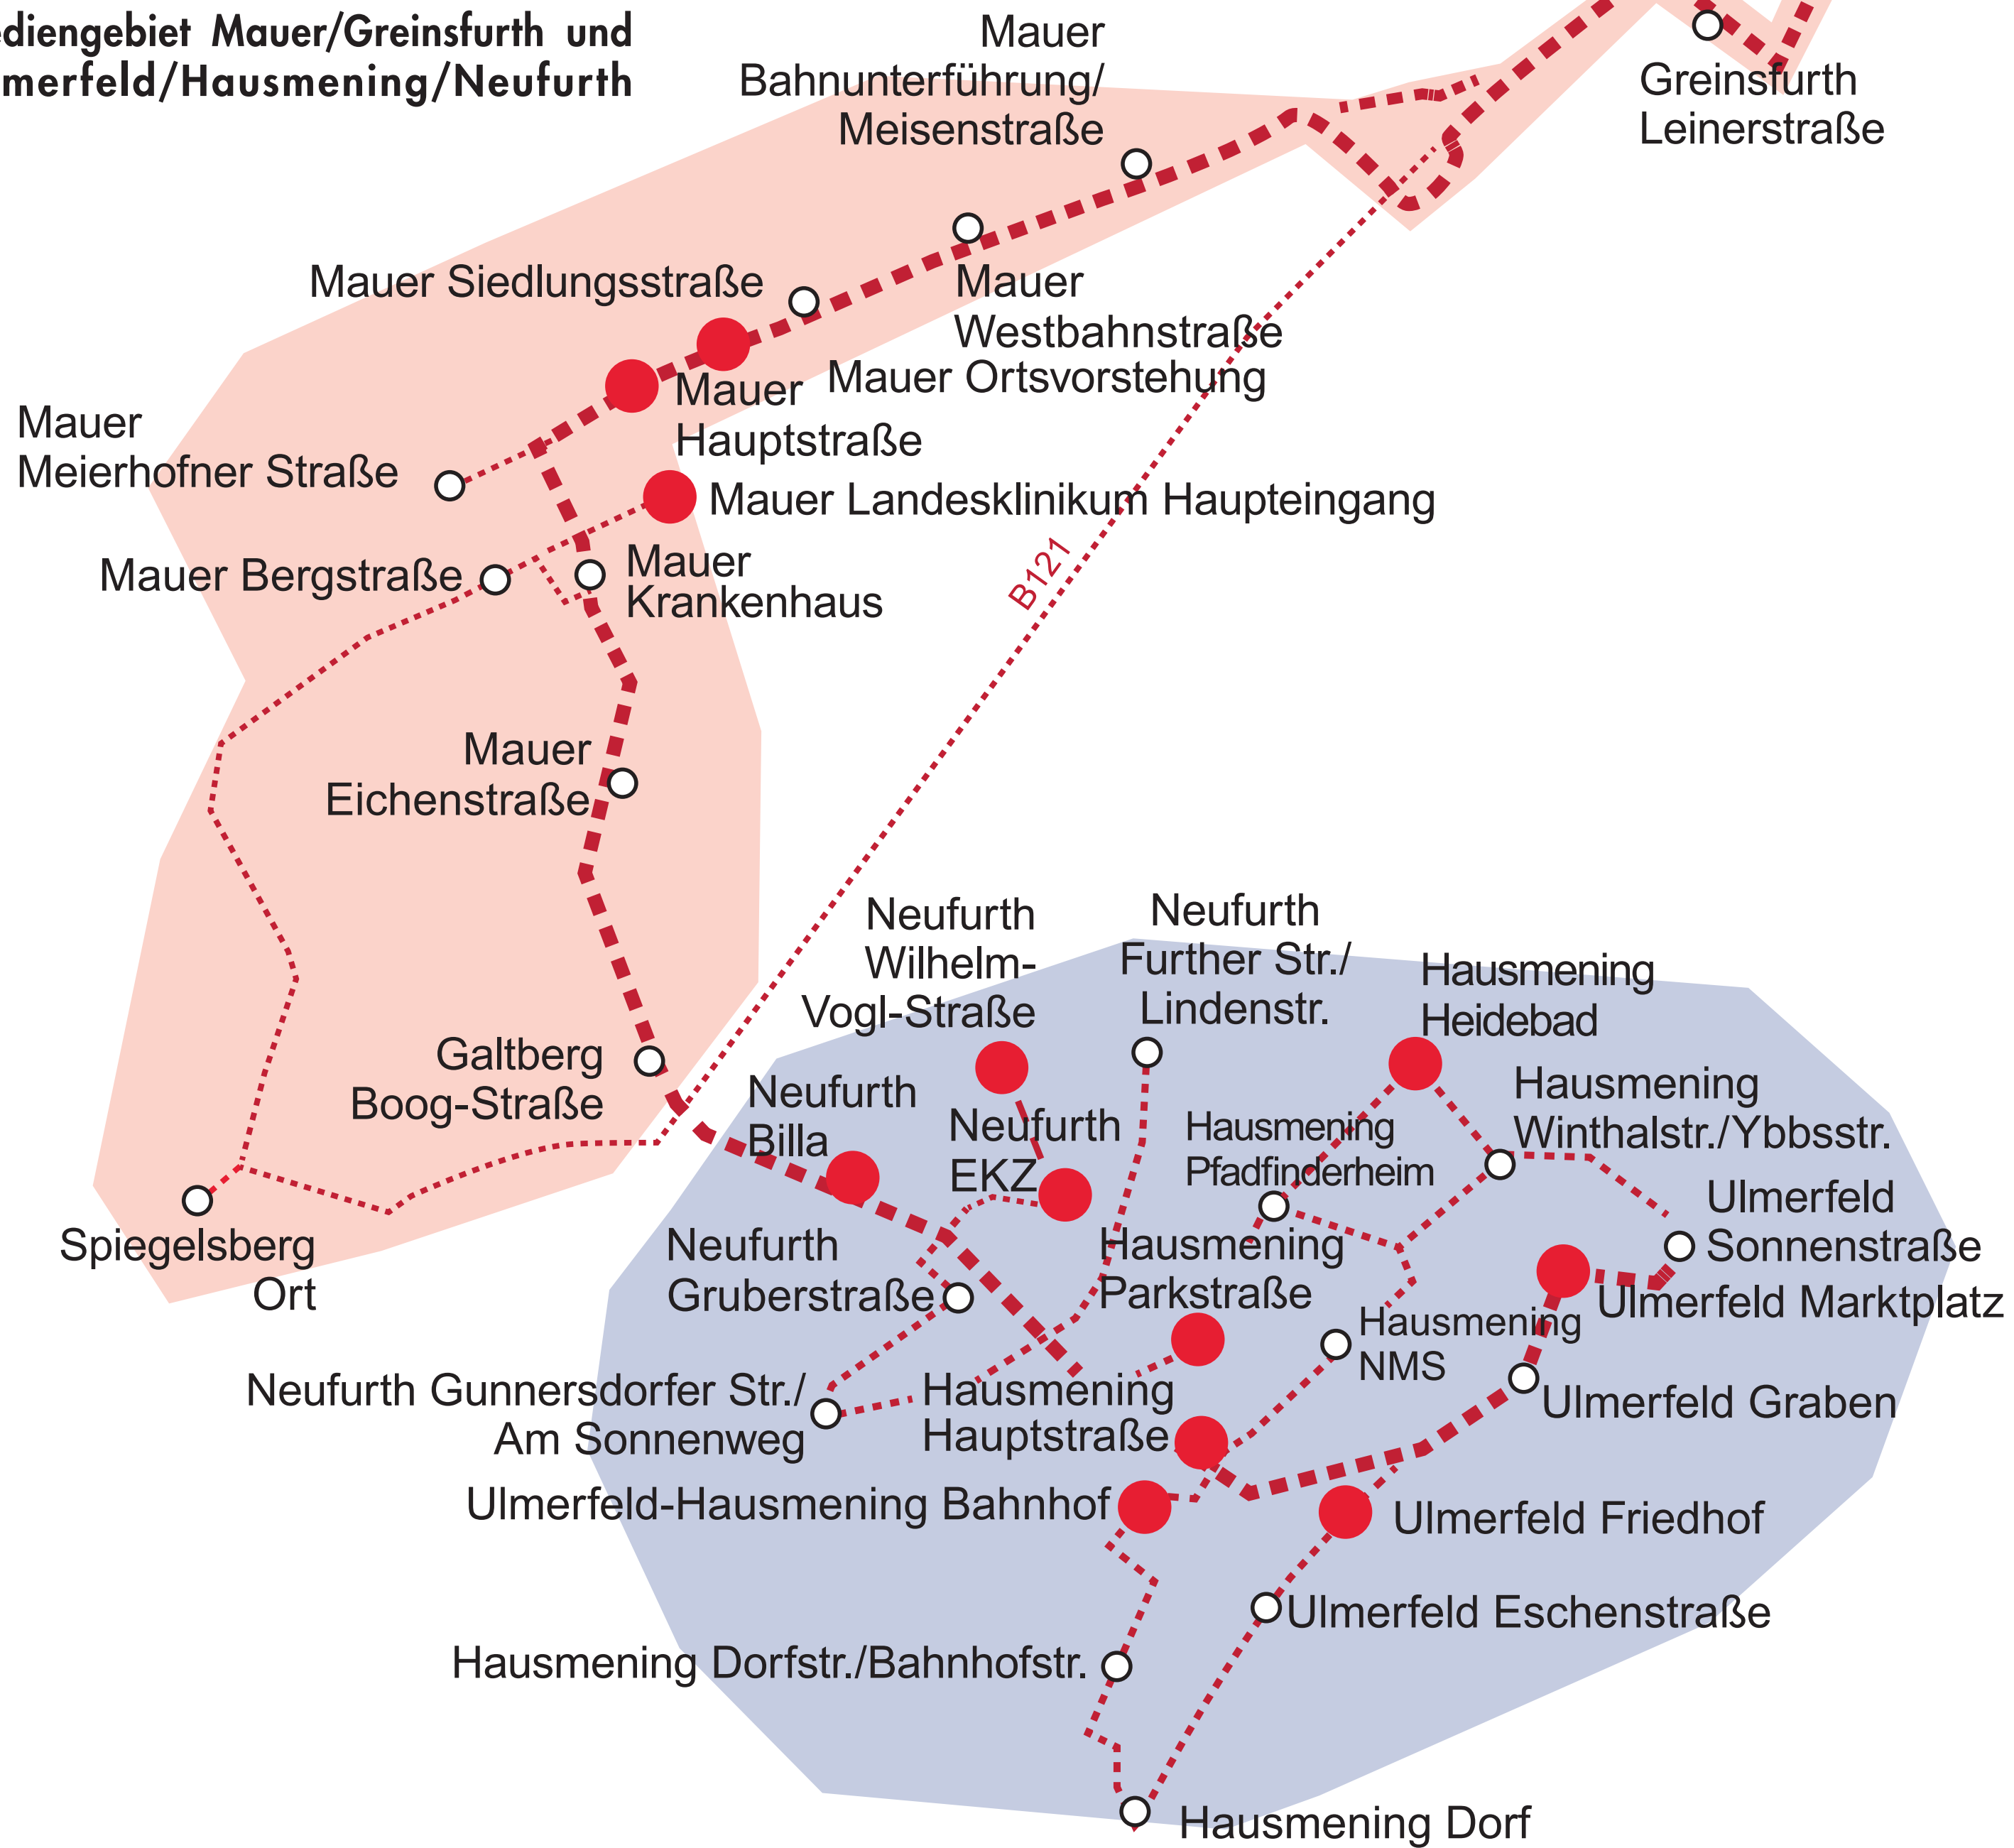 ediengebiet Mauer/Greinsfurth und
merfeld/Hausmening/Neufurth
Mauer
Bahnunterführung/
Meisenstraße
Greinsfurth
Leinerstraße
Mauer Siedlungsstraße
Mauer
Westbahnstraße
Mauer Ortsvorstehung
Mauer
Hauptstraße
Mauer
Meierhofner Straße
Mauer Landesklinikum Haupteingang
Mauer Bergstraße
Mauer
Krankenhaus
B121
Mauer
Eichenstraße
Neufurth
Wilhelm-
Vogl-Straße
Neufurth
Further Str./
Lindenstr.
Hausmening
Heidebad
Galtberg
Boog-Straße
Neufurth
Billa
Neufurth
EKZ
Hausmening
Pfadfinderheim
Hausmening
Winthalstr./Ybbsstr.
Ulmerfeld
Sonnenstraße
Spiegelsberg
Ort
Neufurth
Gruberstraße
Hausmening
Parkstraße
Ulmerfeld Marktplatz
Hausmening
NMS
Neufurth Gunnersdorfer Str./
Am Sonnenweg
Hausmening
Hauptstraße
Ulmerfeld Graben
Ulmerfeld-Hausmening Bahnhof
Ulmerfeld Friedhof
Ulmerfeld Eschenstraße
Hausmening Dorfstr./Bahnhofstr.
Hausmening Dorf